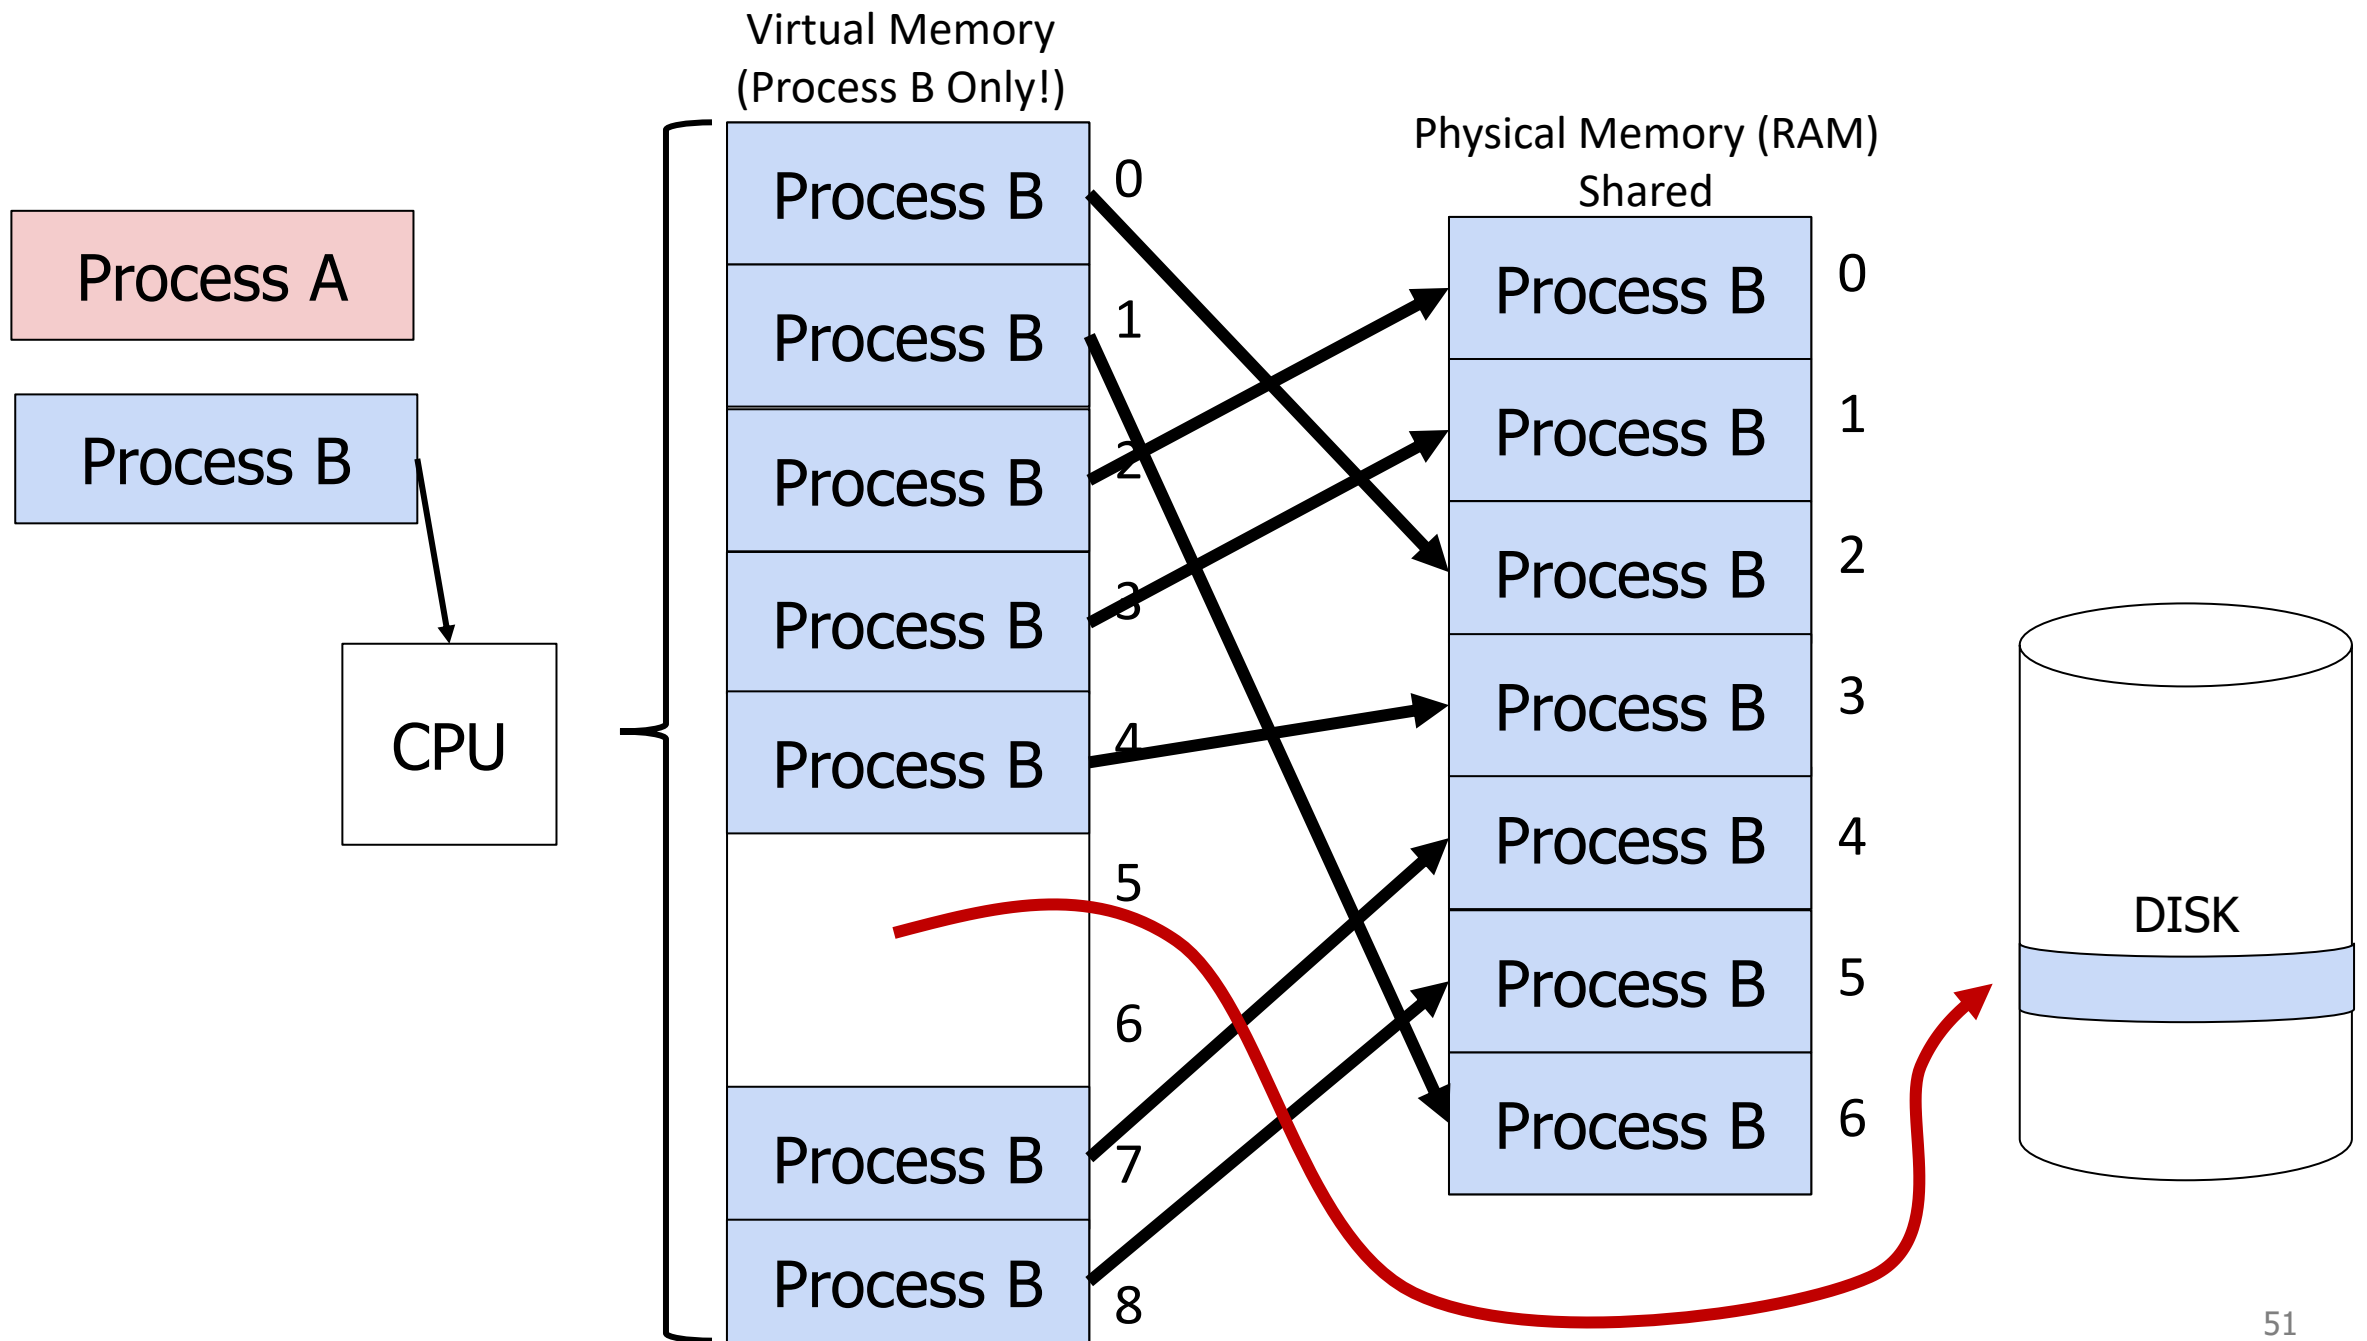 Virtual Memory
(Process B Only!)
Physical Memory (RAM)
Shared
Process A
Process B
CPU
Process B 0
Process B 1
Process B 2
Process B 3
Process B 4
5
6
Process B 7
Process B 8
Process B 0
Process B 1
Process B 2
Process B 3
Process B 4
Process B 5
Process B 6
DISK
51